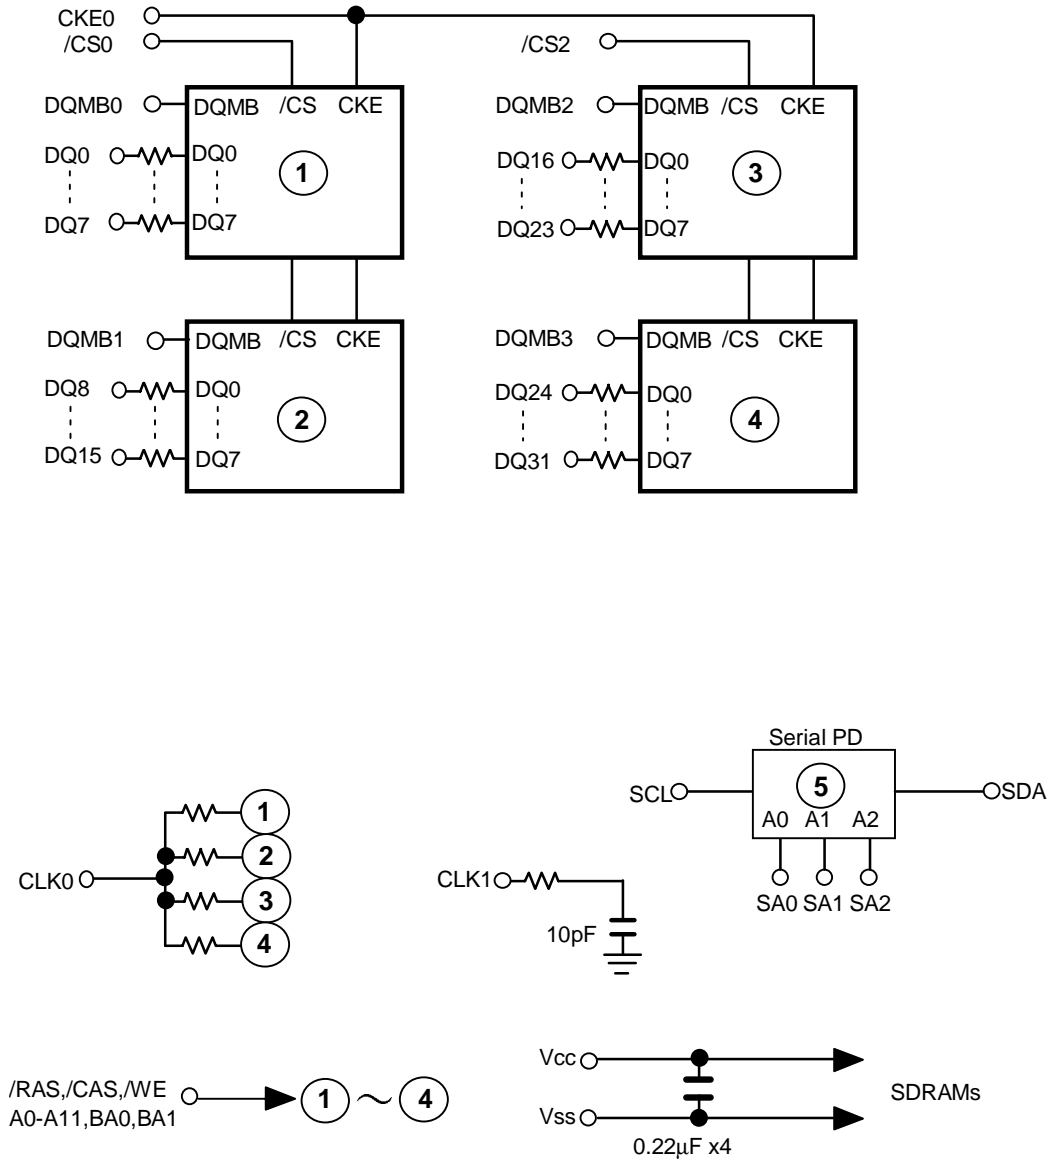 CKE0
/CS0
/CS2
DQMB0
DQMB /CS CKE
DQ0
DQ0
1
DQ7
DQ7
DQMB2
DQMB /CS CKE
DQ16
DQ0
3
DQ23
DQ7
DQMB1
DQMB /CS CKE
DQ8
DQ0
2
DQ15
DQ7
DQMB3
DQMB /CS CKE
DQ24
DQ0
4
DQ31
DQ7
Serial PD
SCL
5
SDA
A0 A1 A2
SA0 SA1 SA2
CLK0
1
2
3
4
CLK1
10pF
/RAS,/CAS,/WE
A0-A11,BA0,BA1
1 ~ 4
Vcc
Vss
SDRAMs
0.22μF x4